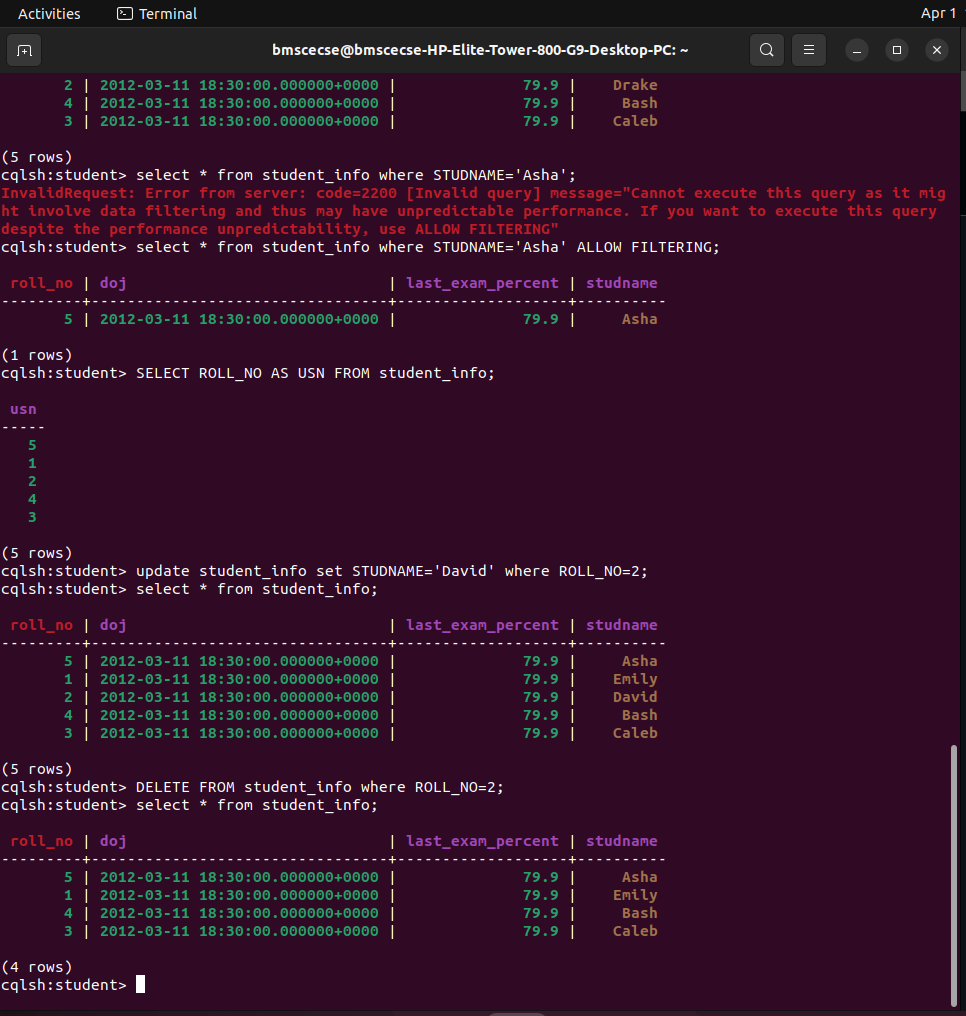 Activities Terminal Apr 1
bmscecse@bmscecse-HP-Elite-Tower-800-G9-Desktop-PC: ~
2 | 2012-03-11 18:30:00.000000+0000 | 79.9 | Drake
4 | 2012-03-11 18:30:00.000000+0000 | 79.9 | Bash
3 | 2012-03-11 18:30:00.000000+0000 | 79.9 | Caleb
(5 rows)
cqlsh:student> select * from student_info where STUDNAME='Asha';
InvalidRequest: Error from server: code=2200 [Invalid query] message="Cannot execute this query as it mig
ht involve data filtering and thus may have unpredictable performance. If you want to execute this query
despite the performance unpredictability, use ALLOW FILTERING"
cqlsh:student> select * from student_info where STUDNAME='Asha' ALLOW FILTERING;
roll_no | doj | last_exam_percent | studname
---------+---------------------------------+-------------------+----------
5 | 2012-03-11 18:30:00.000000+0000 | 79.9 | Asha
(1 rows)
cqlsh:student> SELECT ROLL_NO AS USN FROM student_info;
usn
-----
5
1
2
4
3
(5 rows)
cqlsh:student> update student_info set STUDNAME='David' where ROLL_NO=2;
cqlsh:student> select * from student_info;
roll_no | doj | last_exam_percent | studname
---------+---------------------------------+-------------------+----------
5 | 2012-03-11 18:30:00.000000+0000 | 79.9 | Asha
1 | 2012-03-11 18:30:00.000000+0000 | 79.9 | Emily
2 | 2012-03-11 18:30:00.000000+0000 | 79.9 | David
4 | 2012-03-11 18:30:00.000000+0000 | 79.9 | Bash
3 | 2012-03-11 18:30:00.000000+0000 | 79.9 | Caleb
(5 rows)
cqlsh:student> DELETE FROM student_info where ROLL_NO=2;
cqlsh:student> select * from student_info;
roll_no | doj | last_exam_percent | studname
---------+---------------------------------+-------------------+----------
5 | 2012-03-11 18:30:00.000000+0000 | 79.9 | Asha
1 | 2012-03-11 18:30:00.000000+0000 | 79.9 | Emily
4 | 2012-03-11 18:30:00.000000+0000 | 79.9 | Bash
3 | 2012-03-11 18:30:00.000000+0000 | 79.9 | Caleb
(4 rows)
cqlsh:student>